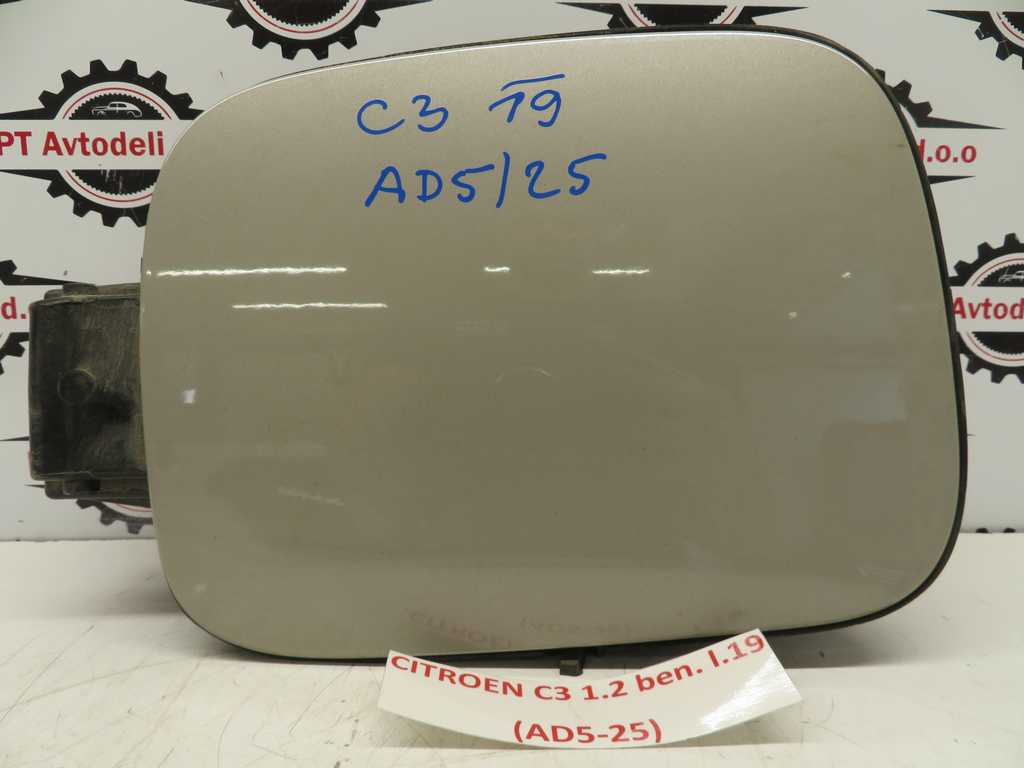 PT Avtodeli
d.o.o
C3 19
AD5/25
d.o
Avtodel
CITROEN C3 1.2 ben. l.19
(AD5-25)